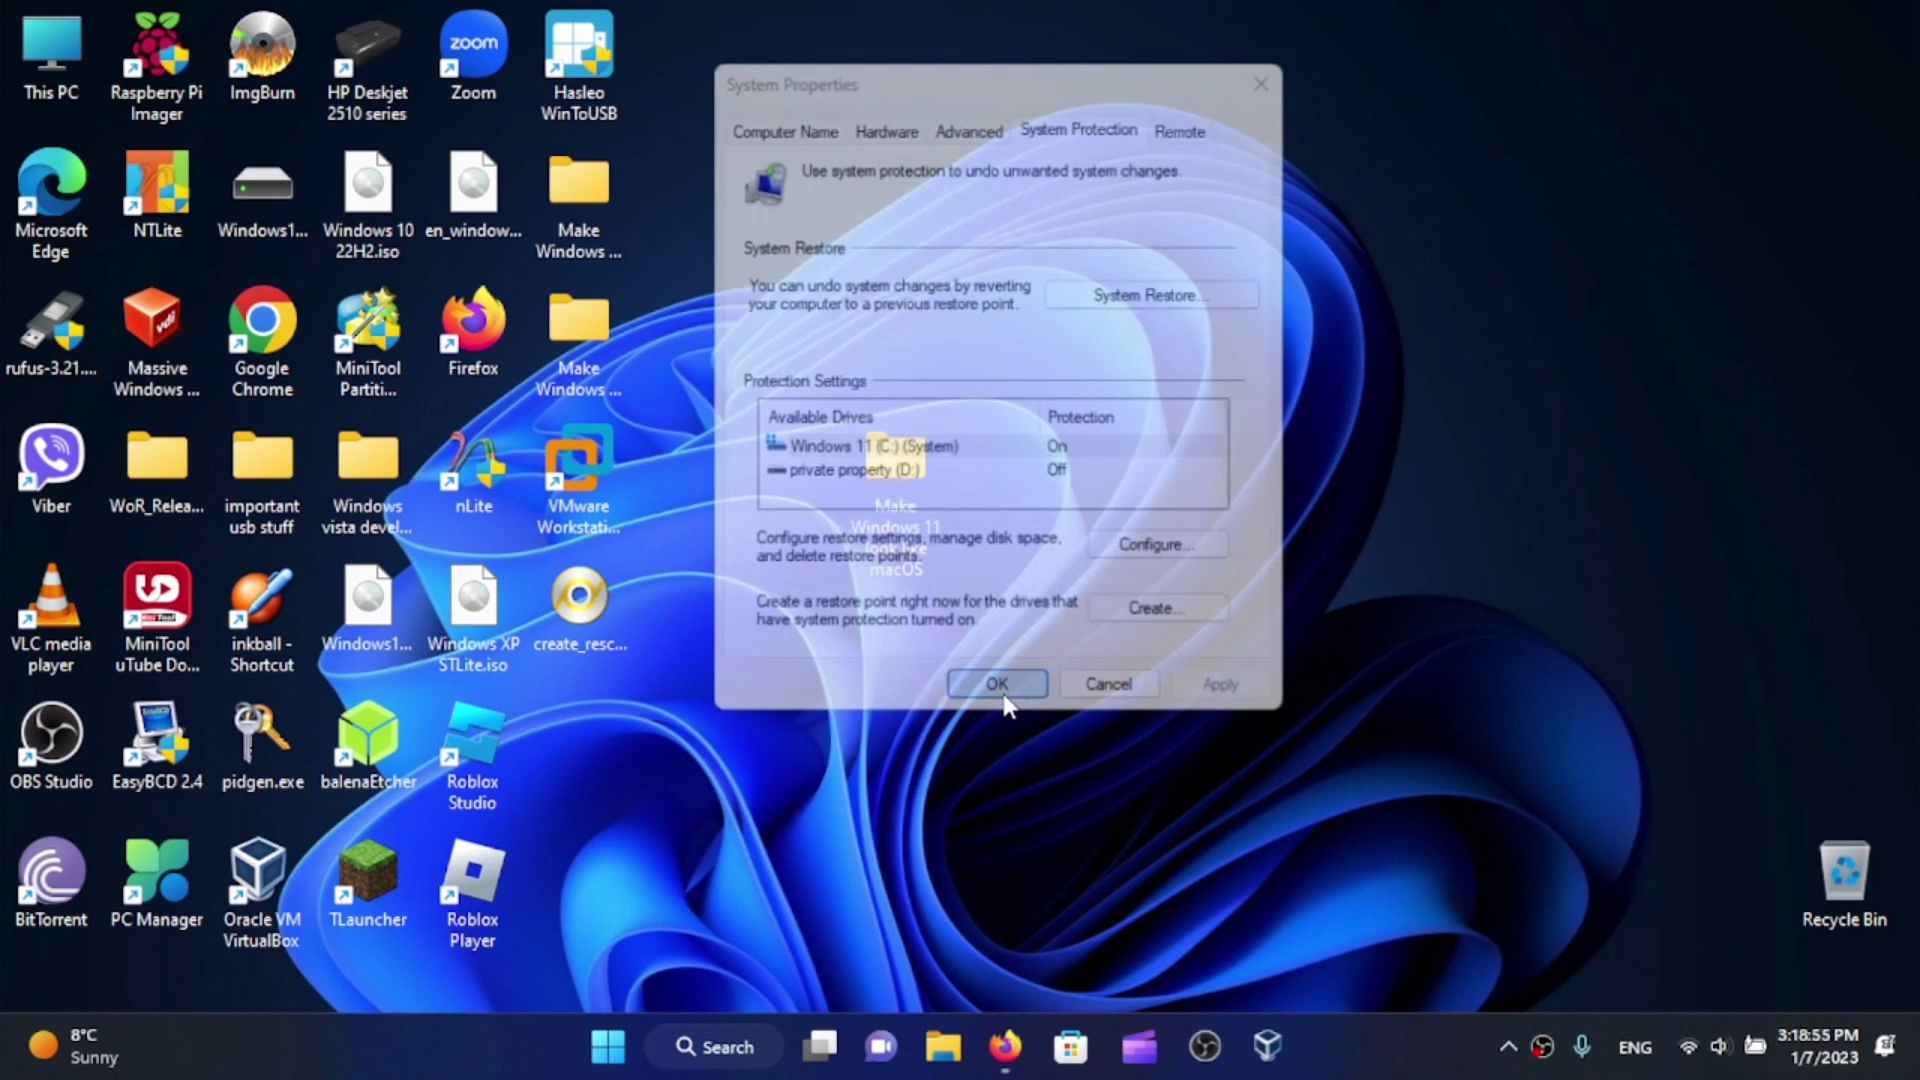 This PC
Raspberry Pi
Imager
ImgBurn
HP Deskjet
2510 series
zoom
Zoom
Hasleo
WinToUSB
Microsoft
Edge
NTLite
Windows1...
Windows 10
22H2.iso
en_window...
Make
Windows ...
rufus-3.21....
vdi
Massive
Windows ...
Google
Chrome
MiniTool
Partiti...
Firefox
Make
Windows ...
Viber
WoR_Relea...
important
usb stuff
Windows
vista devel...
nLite
VMware
Workstati...
VLC media
player
MiniTool
uTube Do...
inkball -
Shortcut
Windows1...
Windows XP
STLite.iso
create_resc...
OBS Studio
EasyBCD 2.4
pidgen.exe
balenaEtcher
Roblox
Studio
BitTorrent
PC Manager
Oracle VM
VirtualBox
TLauncher
Roblox
Player
System Properties
Computer Name Hardware Advanced System Protection Remote
Use system protection to undo unwanted system changes.
System Restore
You can undo system changes by reverting
your computer to a previous restore point.
System Restore...
Protection Settings
Available Drives Protection
Windows 11 (C:) (System) On
private property (D:) Off
Make
Windows 11
macOS
Configure restore settings, manage disk space,
and delete restore points.
Configure...
Create a restore point right now for the drives that
have system protection turned on.
Create...
OK Cancel Apply
Recycle Bin
8°C
Sunny
Search
ENG
3:18:55 PM
1/7/2023